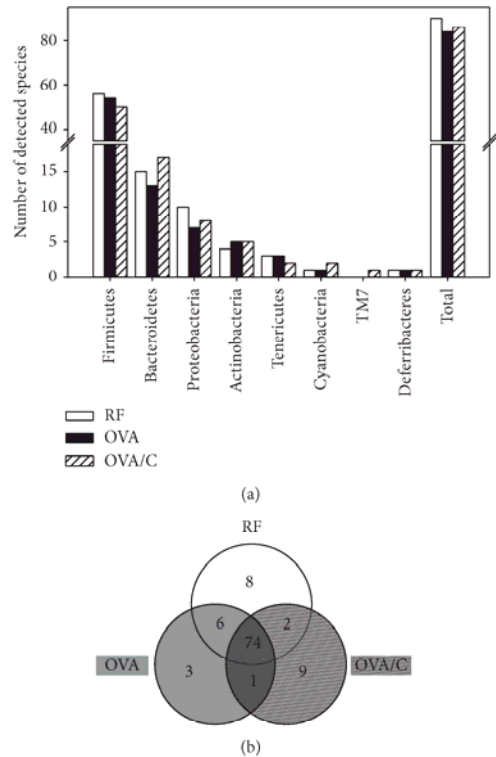 Number of detected species
80
60
40
15
10
5
0
Firmicutes
Bacteroidetes
Proteobacteria
Actinobacteria
Tenericutes
Cyanobacteria
TM7
Deferribacteres
Total
RF
OVA
OVA/C
(a)
RF
8
6
2
74
OVA
3
1
9
OVA/C
(b)